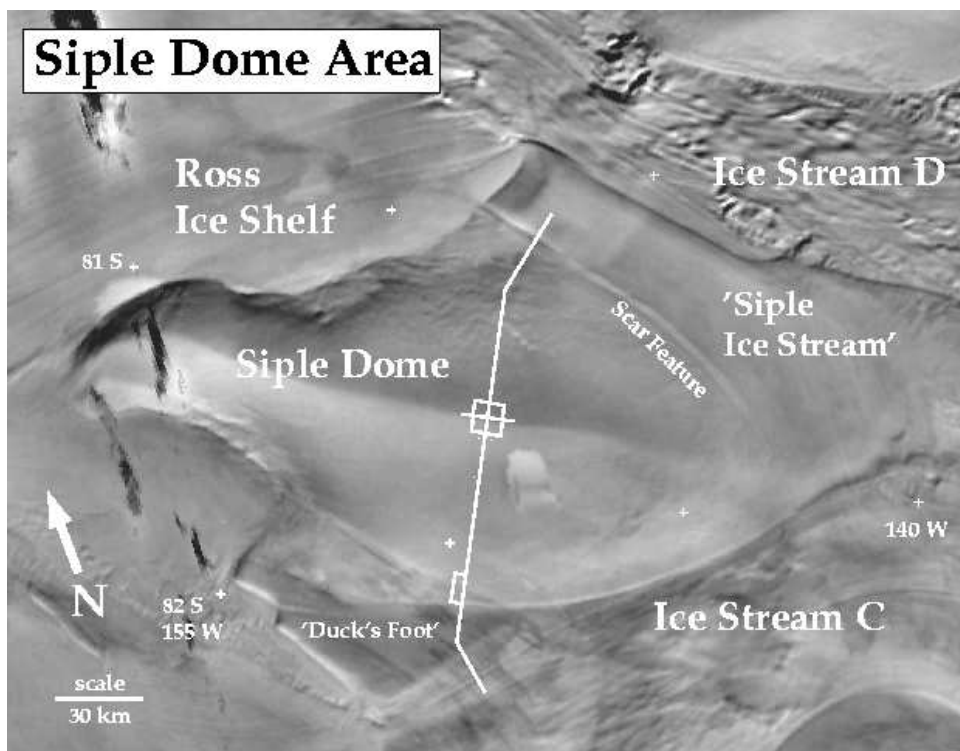 Siple Dome Area
Ross
Ice Shelf
Ice Stream D
81 S
'Siple
Ice Stream'
Scar Feature
Siple Dome
140 W
N
82 S
155 W
'Duck's Foot'
Ice Stream C
scale
30 km